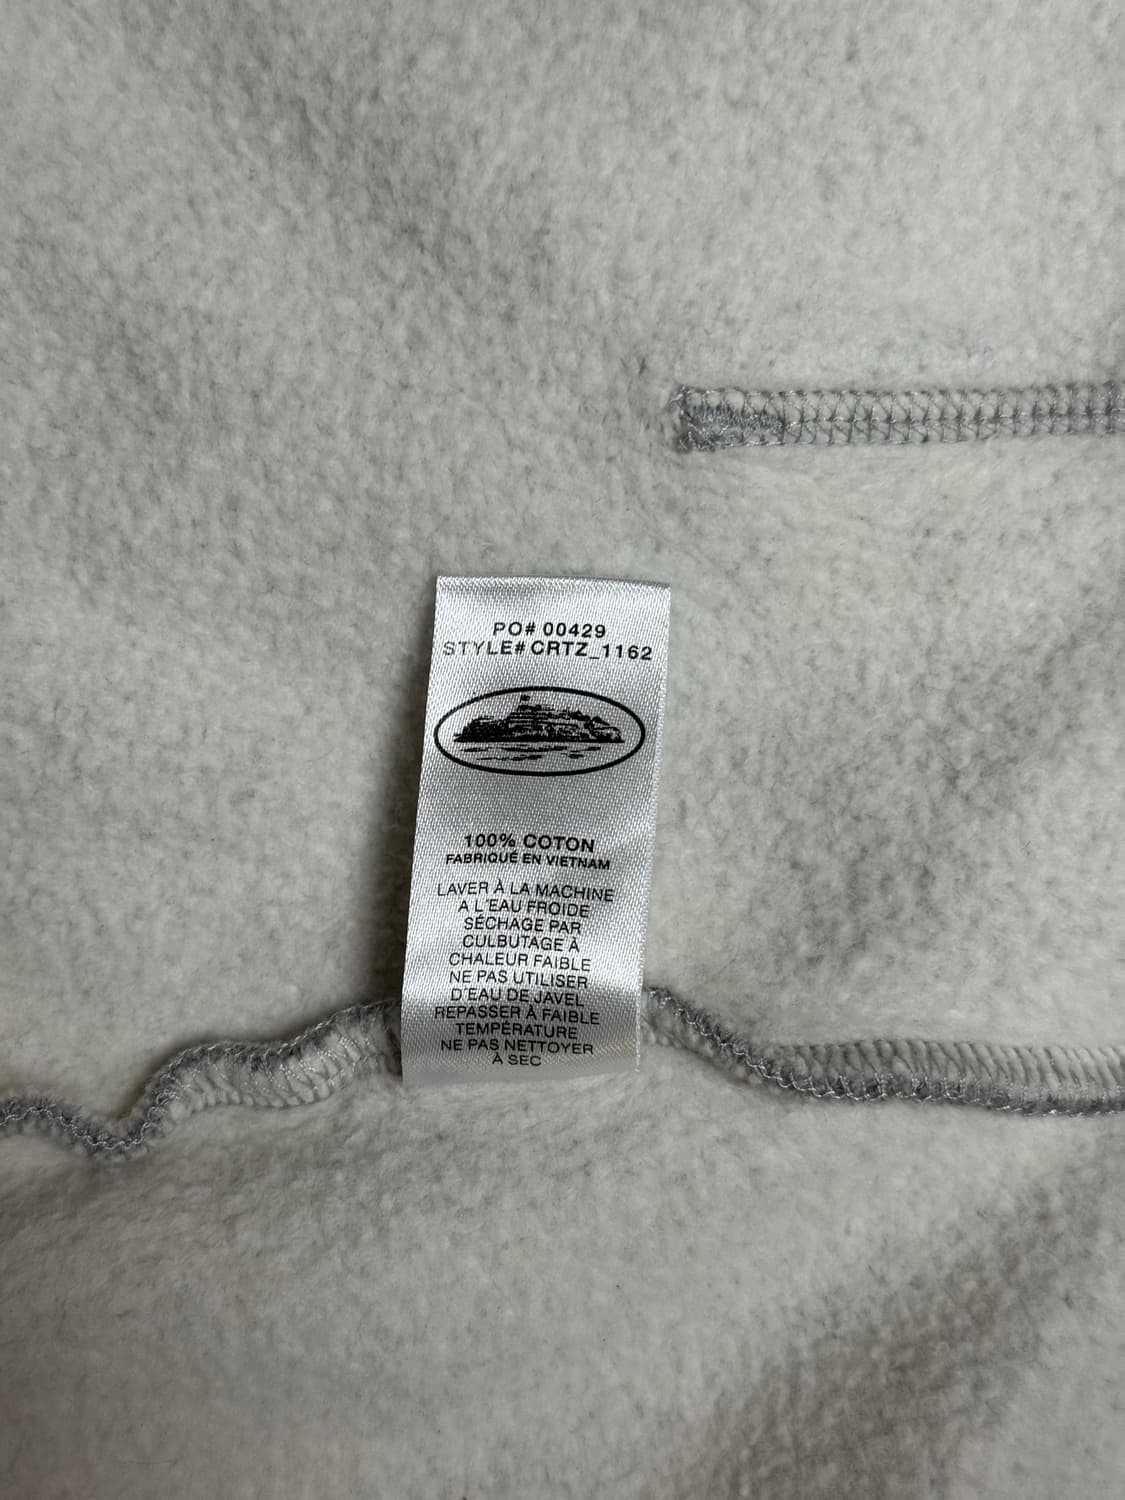 PO# 00429
STYLE# CRTZ_1162
100% COTON
FABRIQUÉ EN VIETNAM
LAVER À LA MACHINE
A L'EAU FROIDE
SÉCHAGE PAR
CULBUTAGE À
CHALEUR FAIBLE
NE PAS UTILISER
D'EAU DE JAVEL
REPASSER À FAIBLE
TEMPÉRATURE
NE PAS NETTOYER
À SEC